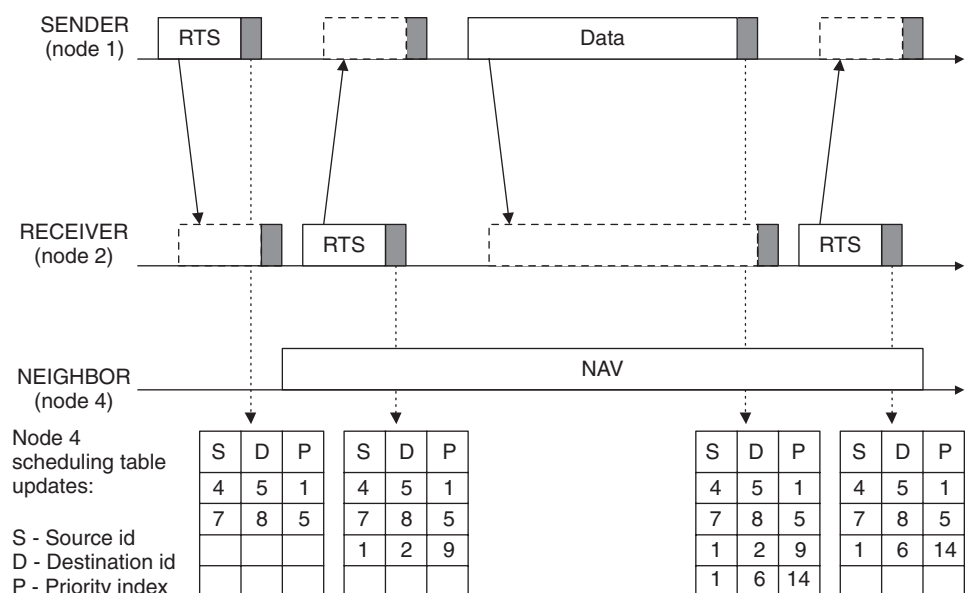 SENDER
(node 1)
RTS
Data
RECEIVER
(node 2)
RTS
RTS
NEIGHBOR
(node 4)
NAV
Node 4
scheduling table
updates:
S - Source id
D - Destination id
P - Priority index
S D P
4 5 1
7 8 5
S D P
4 5 1
7 8 5
1 2 9
S D P
4 5 1
7 8 5
1 2 9
1 6 14
S D P
4 5 1
7 8 5
1 6 14